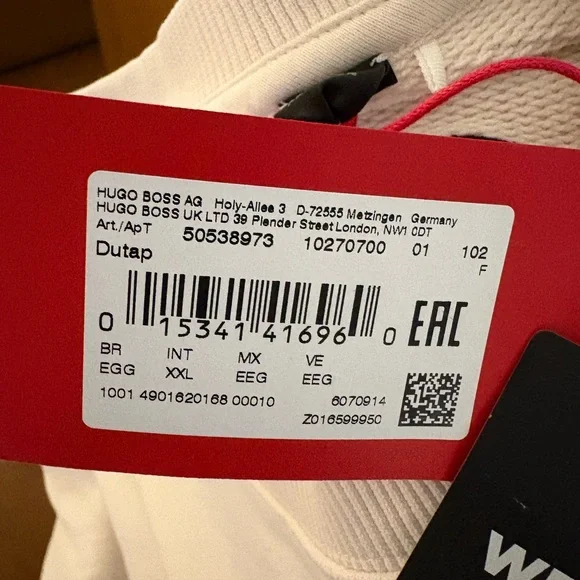 HUGO BOSS AG Holy-Allee 3 D-72555 Metzingen Germany
HUGO BOSS UK LTD 39 Plender Street London, NW1 0DT
Art./Apт 50538973 10270700 01 102
Dutap F
0 15341 41696 0 EAC
BR INT MX VE
EGG XXL EEG EEG
1001 4901620168 00010 6070914
Z016599950